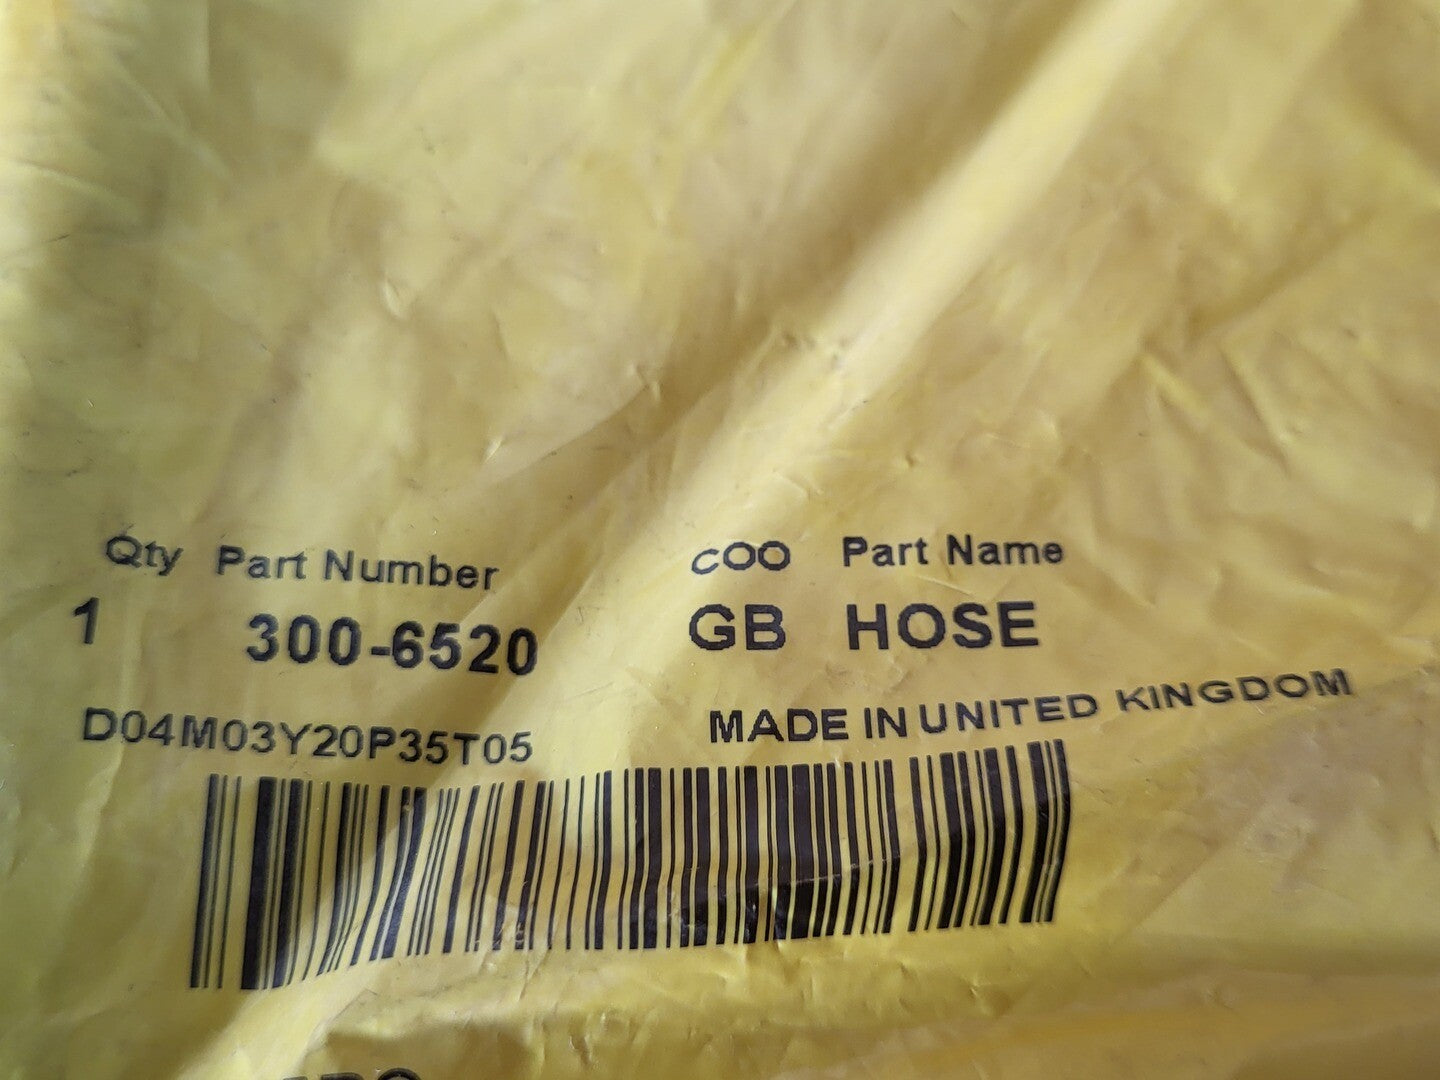 Qty Part Number COO Part Name
1 300-6520 GB HOSE
D04M03Y20P35T05 MADE IN UNITED KINGDOM